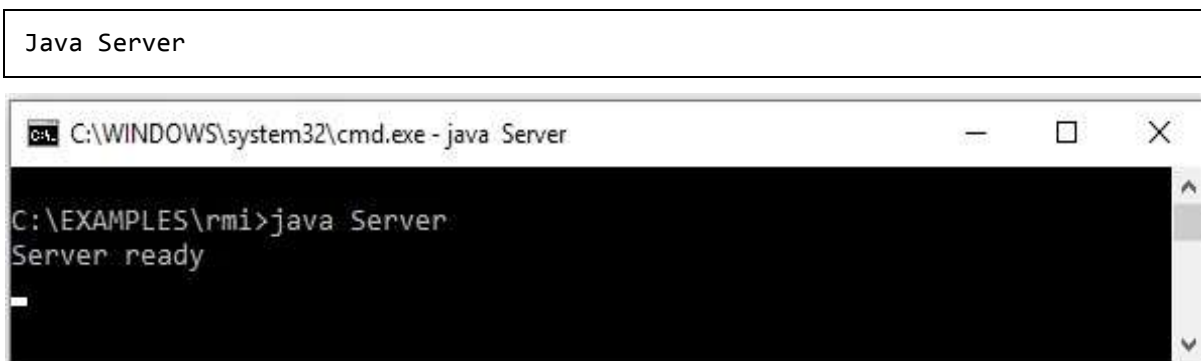 Java Server
C:\WINDOWS\system32\cmd.exe - java  Server
C:\EXAMPLES\rmi>java Server
Server ready